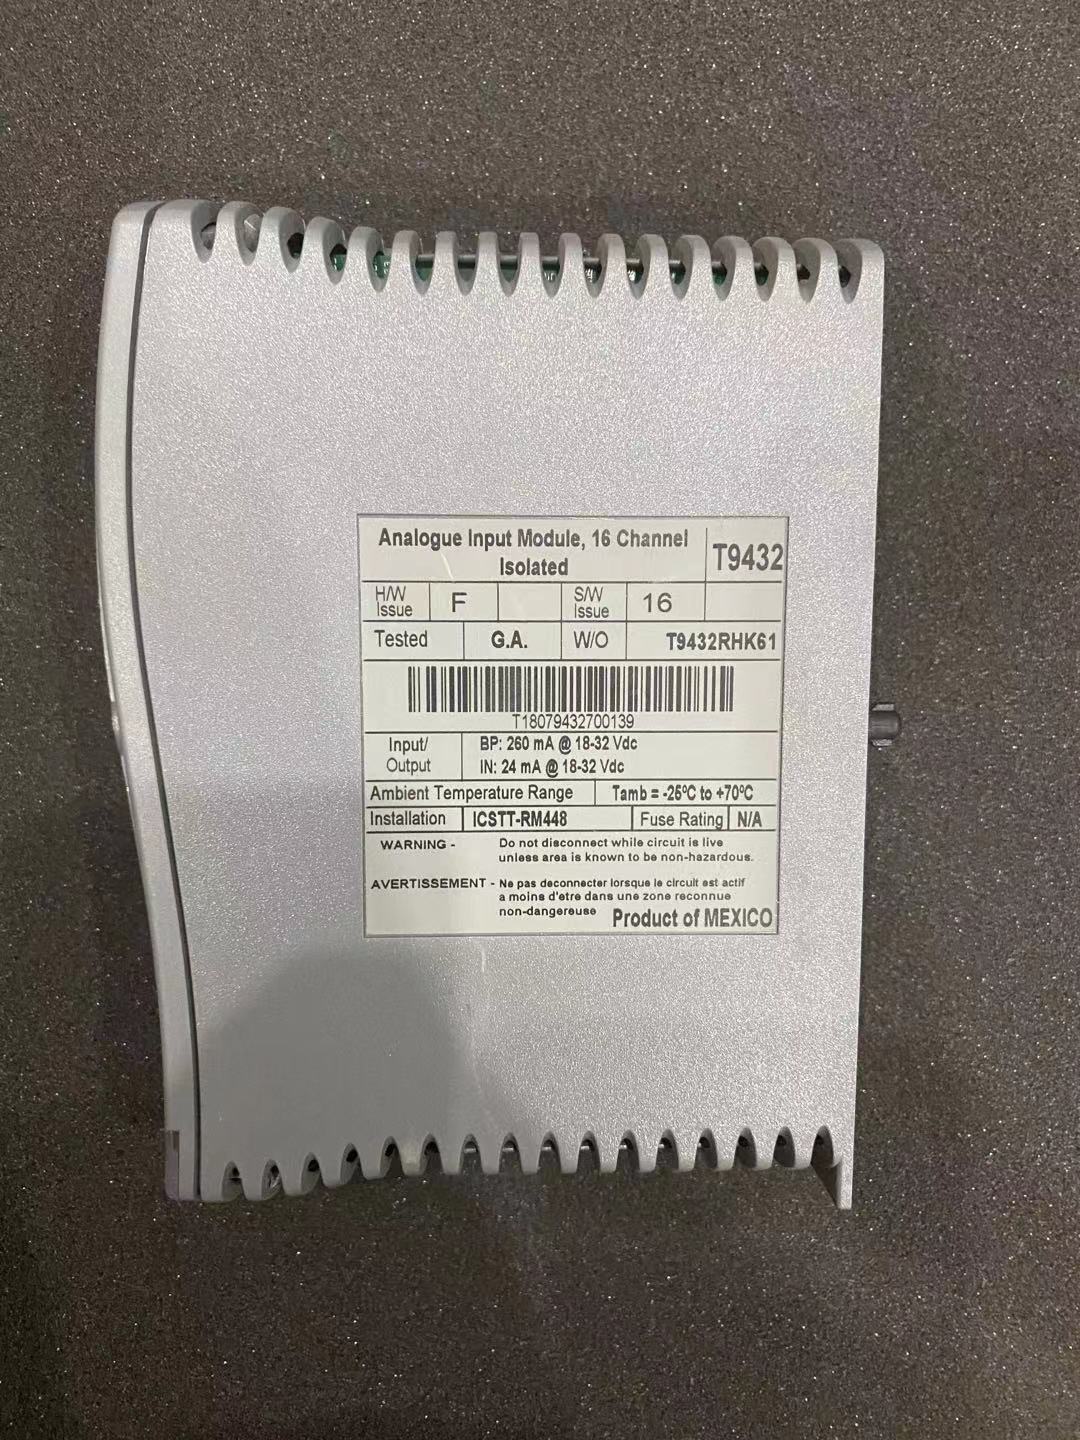 Analogue Input Module, 16 Channel
Isolated
T9432
H/W
Issue
F
S/W
Issue
16
Tested
G.A.
W/O
T9432RHK61
T18079432700139
Input/
Output
BP: 260 mA @ 18-32 Vdc
IN: 24 mA @ 18-32 Vdc
Ambient Temperature Range
Tamb = -25ºC to +70ºC
Installation
ICSTT-RM448
Fuse Rating
N/A
WARNING -
Do not disconnect while circuit is live
unless area is known to be non-hazardous.
AVERTISSEMENT -
Ne pas deconnecter lorsque le circuit est actif
a moins d'etre dans une zone reconnue
non-dangereuse
Product of MEXICO